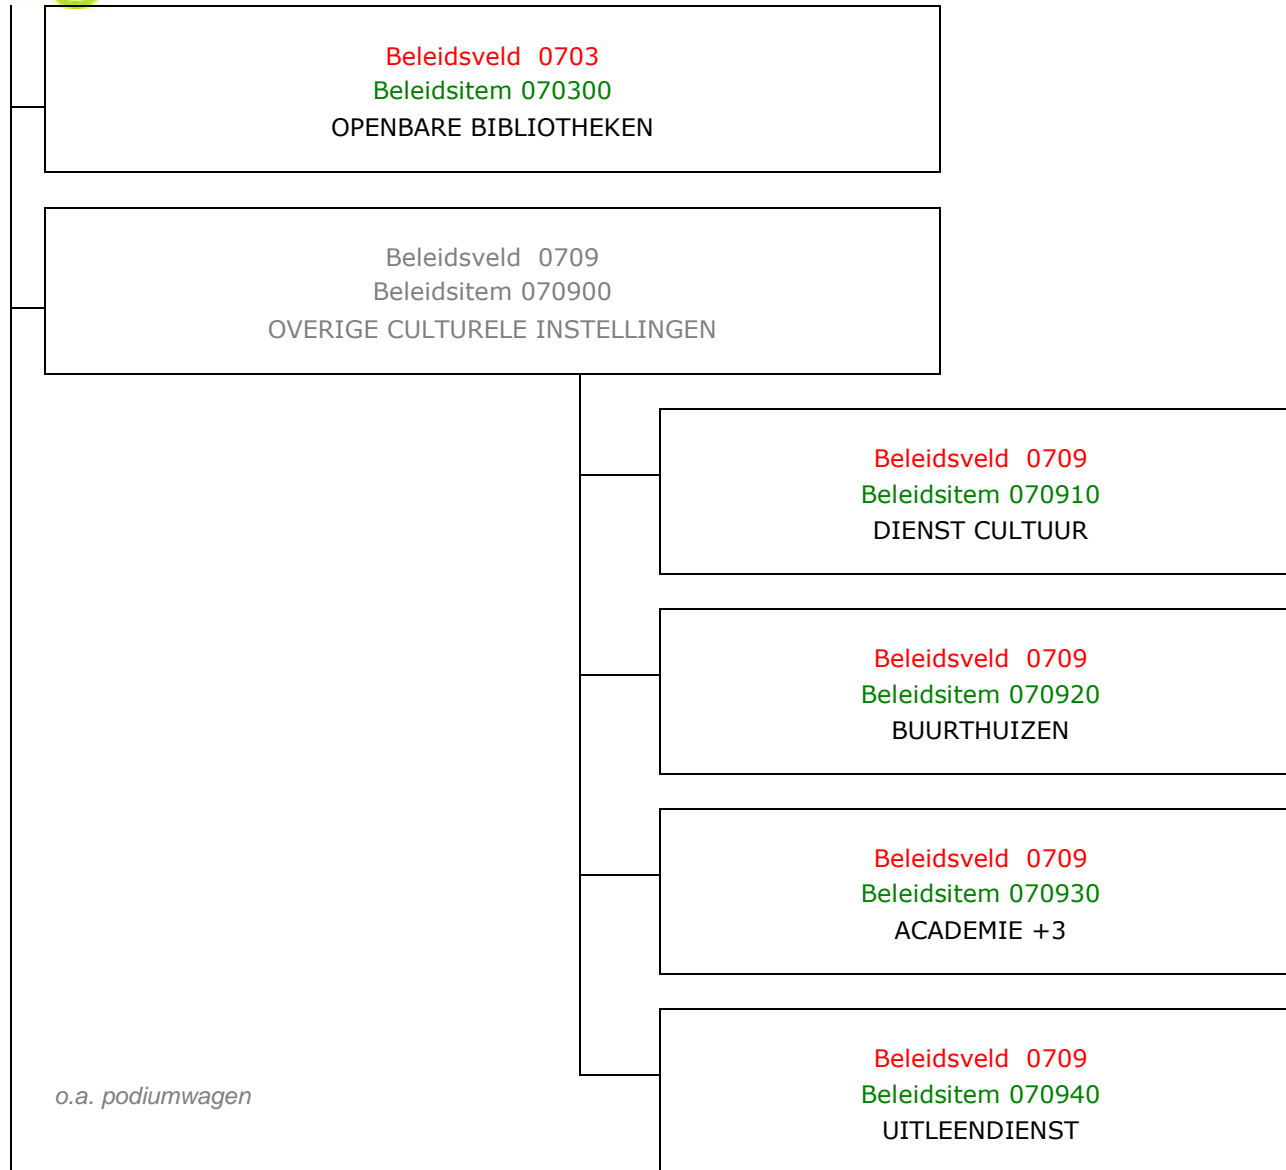 Beleidsveld  0703
Beleidsitem 070300
OPENBARE BIBLIOTHEKEN
Beleidsveld  0709
Beleidsitem 070900
OVERIGE CULTURELE INSTELLINGEN
Beleidsveld  0709
Beleidsitem 070910
DIENST CULTUUR
Beleidsveld  0709
Beleidsitem 070920
BUURTHUIZEN
Beleidsveld  0709
Beleidsitem 070930
ACADEMIE +3
Beleidsveld  0709
Beleidsitem 070940
UITLEENDIENST
o.a. podiumwagen